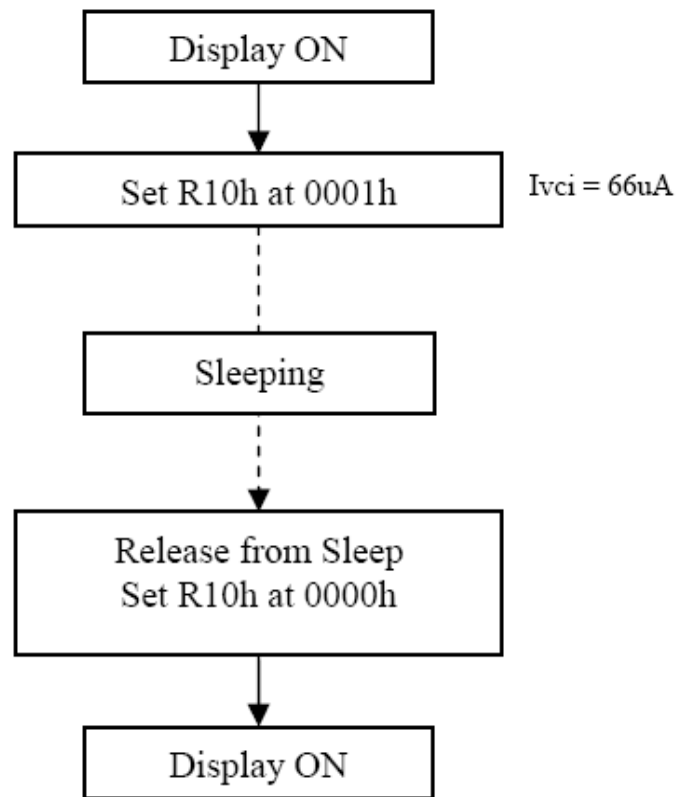 Display ON
Set R10h at 0001h
Ivci = 66uA
Sleeping
Release from Sleep
Set R10h at 0000h
Display ON